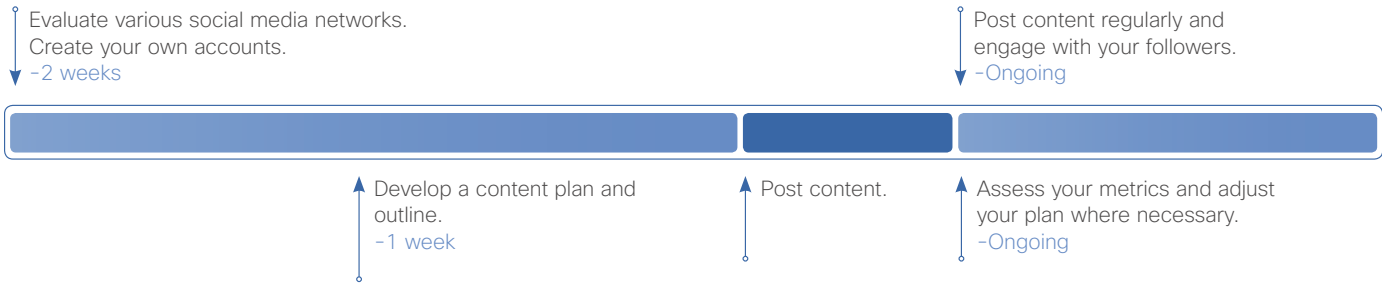 Evaluate various social media networks.
Create your own accounts.
-2 weeks
Post content regularly and
engage with your followers.
-Ongoing
Develop a content plan and
outline.
-1 week
Post content.
Assess your metrics and adjust
your plan where necessary.
-Ongoing